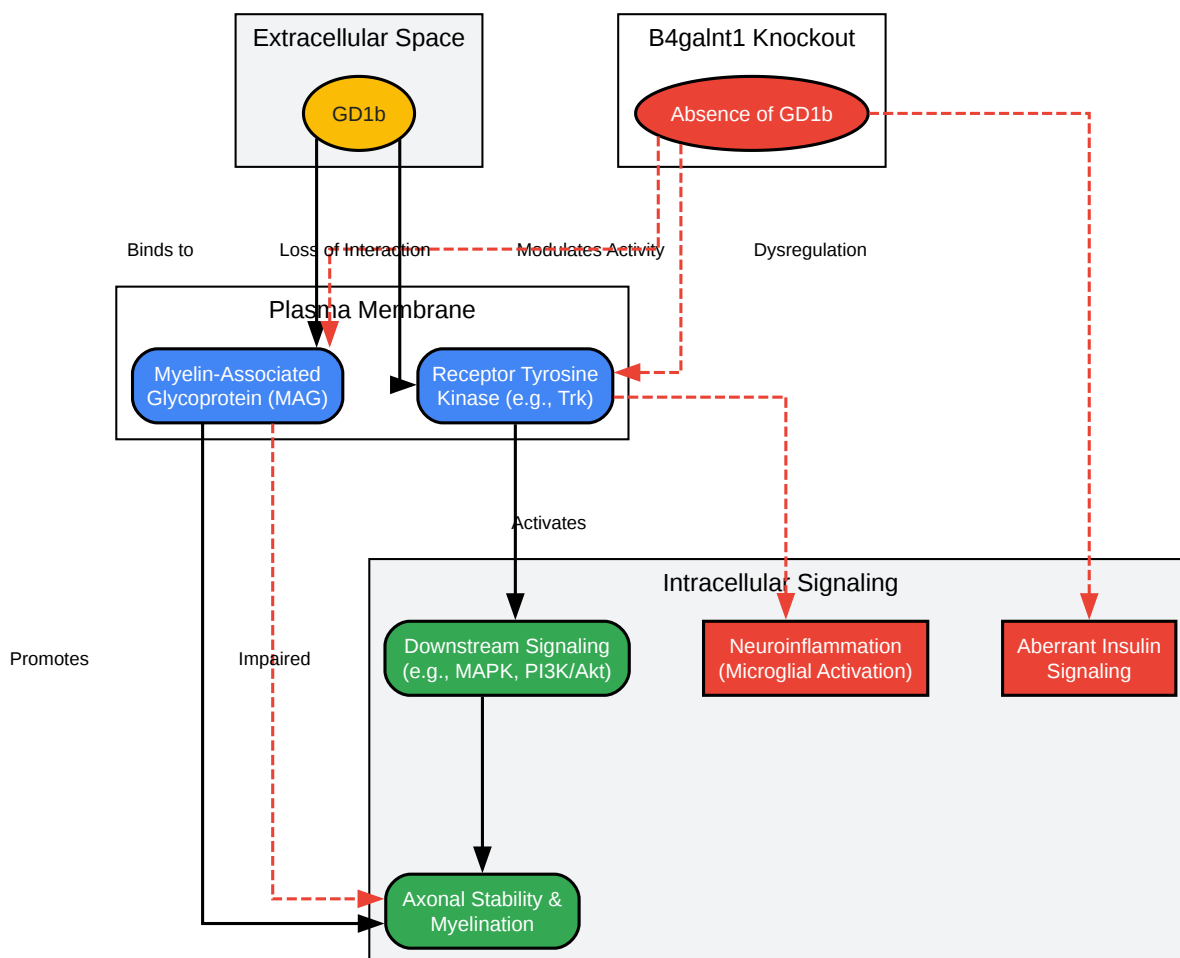 Extracellular Space
B4galnt1 Knockout
GD1b
Absence of GD1b
Binds to
Loss of Interaction
Modulates Activity
Dysregulation
Plasma Membrane
Myelin-Associated
Glycoprotein (MAG)
Receptor Tyrosine
Kinase (e.g., Trk)
Activates
Intracellular Signaling
Promotes
Impaired
Downstream Signaling
(e.g., MAPK, PI3K/Akt)
Neuroinflammation
(Microglial Activation)
Aberrant Insulin
Signaling
Axonal Stability &
Myelination